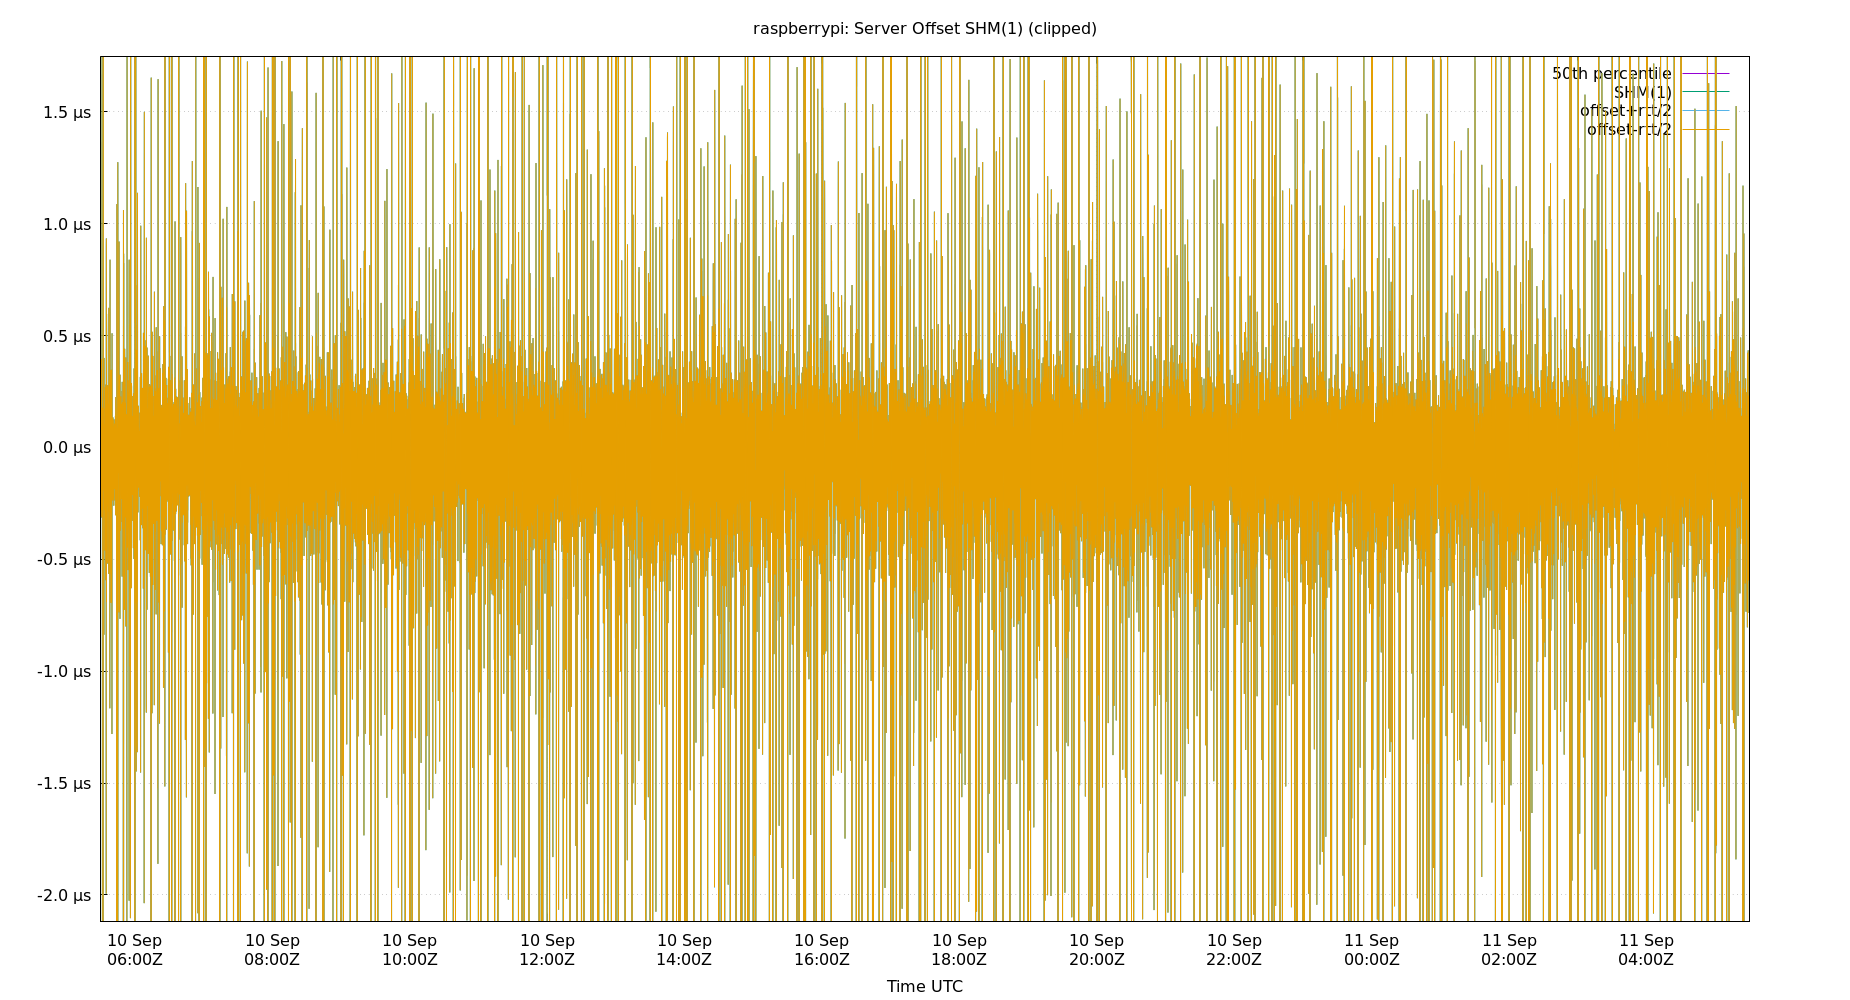 raspberrypi: Server Offset SHM(1) (clipped)
50th percentile
SHM(1)
offset+rtt/2
offset-rtt/2
1.5 µs
1.0 µs
0.5 µs
0.0 µs
-0.5 µs
-1.0 µs
-1.5 µs
-2.0 µs
10 Sep 10 Sep 10 Sep 10 Sep 10 Sep 10 Sep 10 Sep 10 Sep 10 Sep 11 Sep 11 Sep 11 Sep
06:00Z 08:00Z 10:00Z 12:00Z 14:00Z 16:00Z 18:00Z 20:00Z 22:00Z 00:00Z 02:00Z 04:00Z
Time UTC